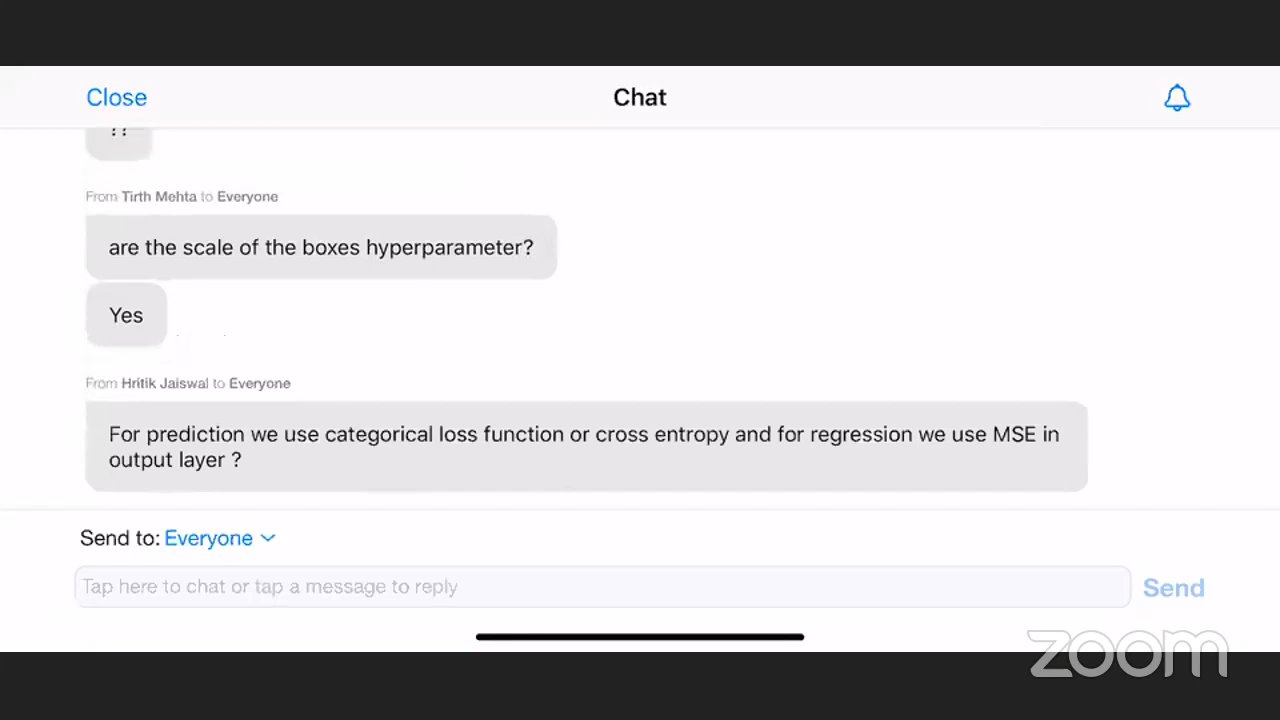 Close
Chat
??
From Tirth Mehta to Everyone
are the scale of the boxes hyperparameter?
Yes
From Hritik Jaiswal to Everyone
For prediction we use categorical loss function or cross entropy and for regression we use MSE in
output layer ?
Send to: Everyone
Tap here to chat or tap a message to reply
Send
zoom